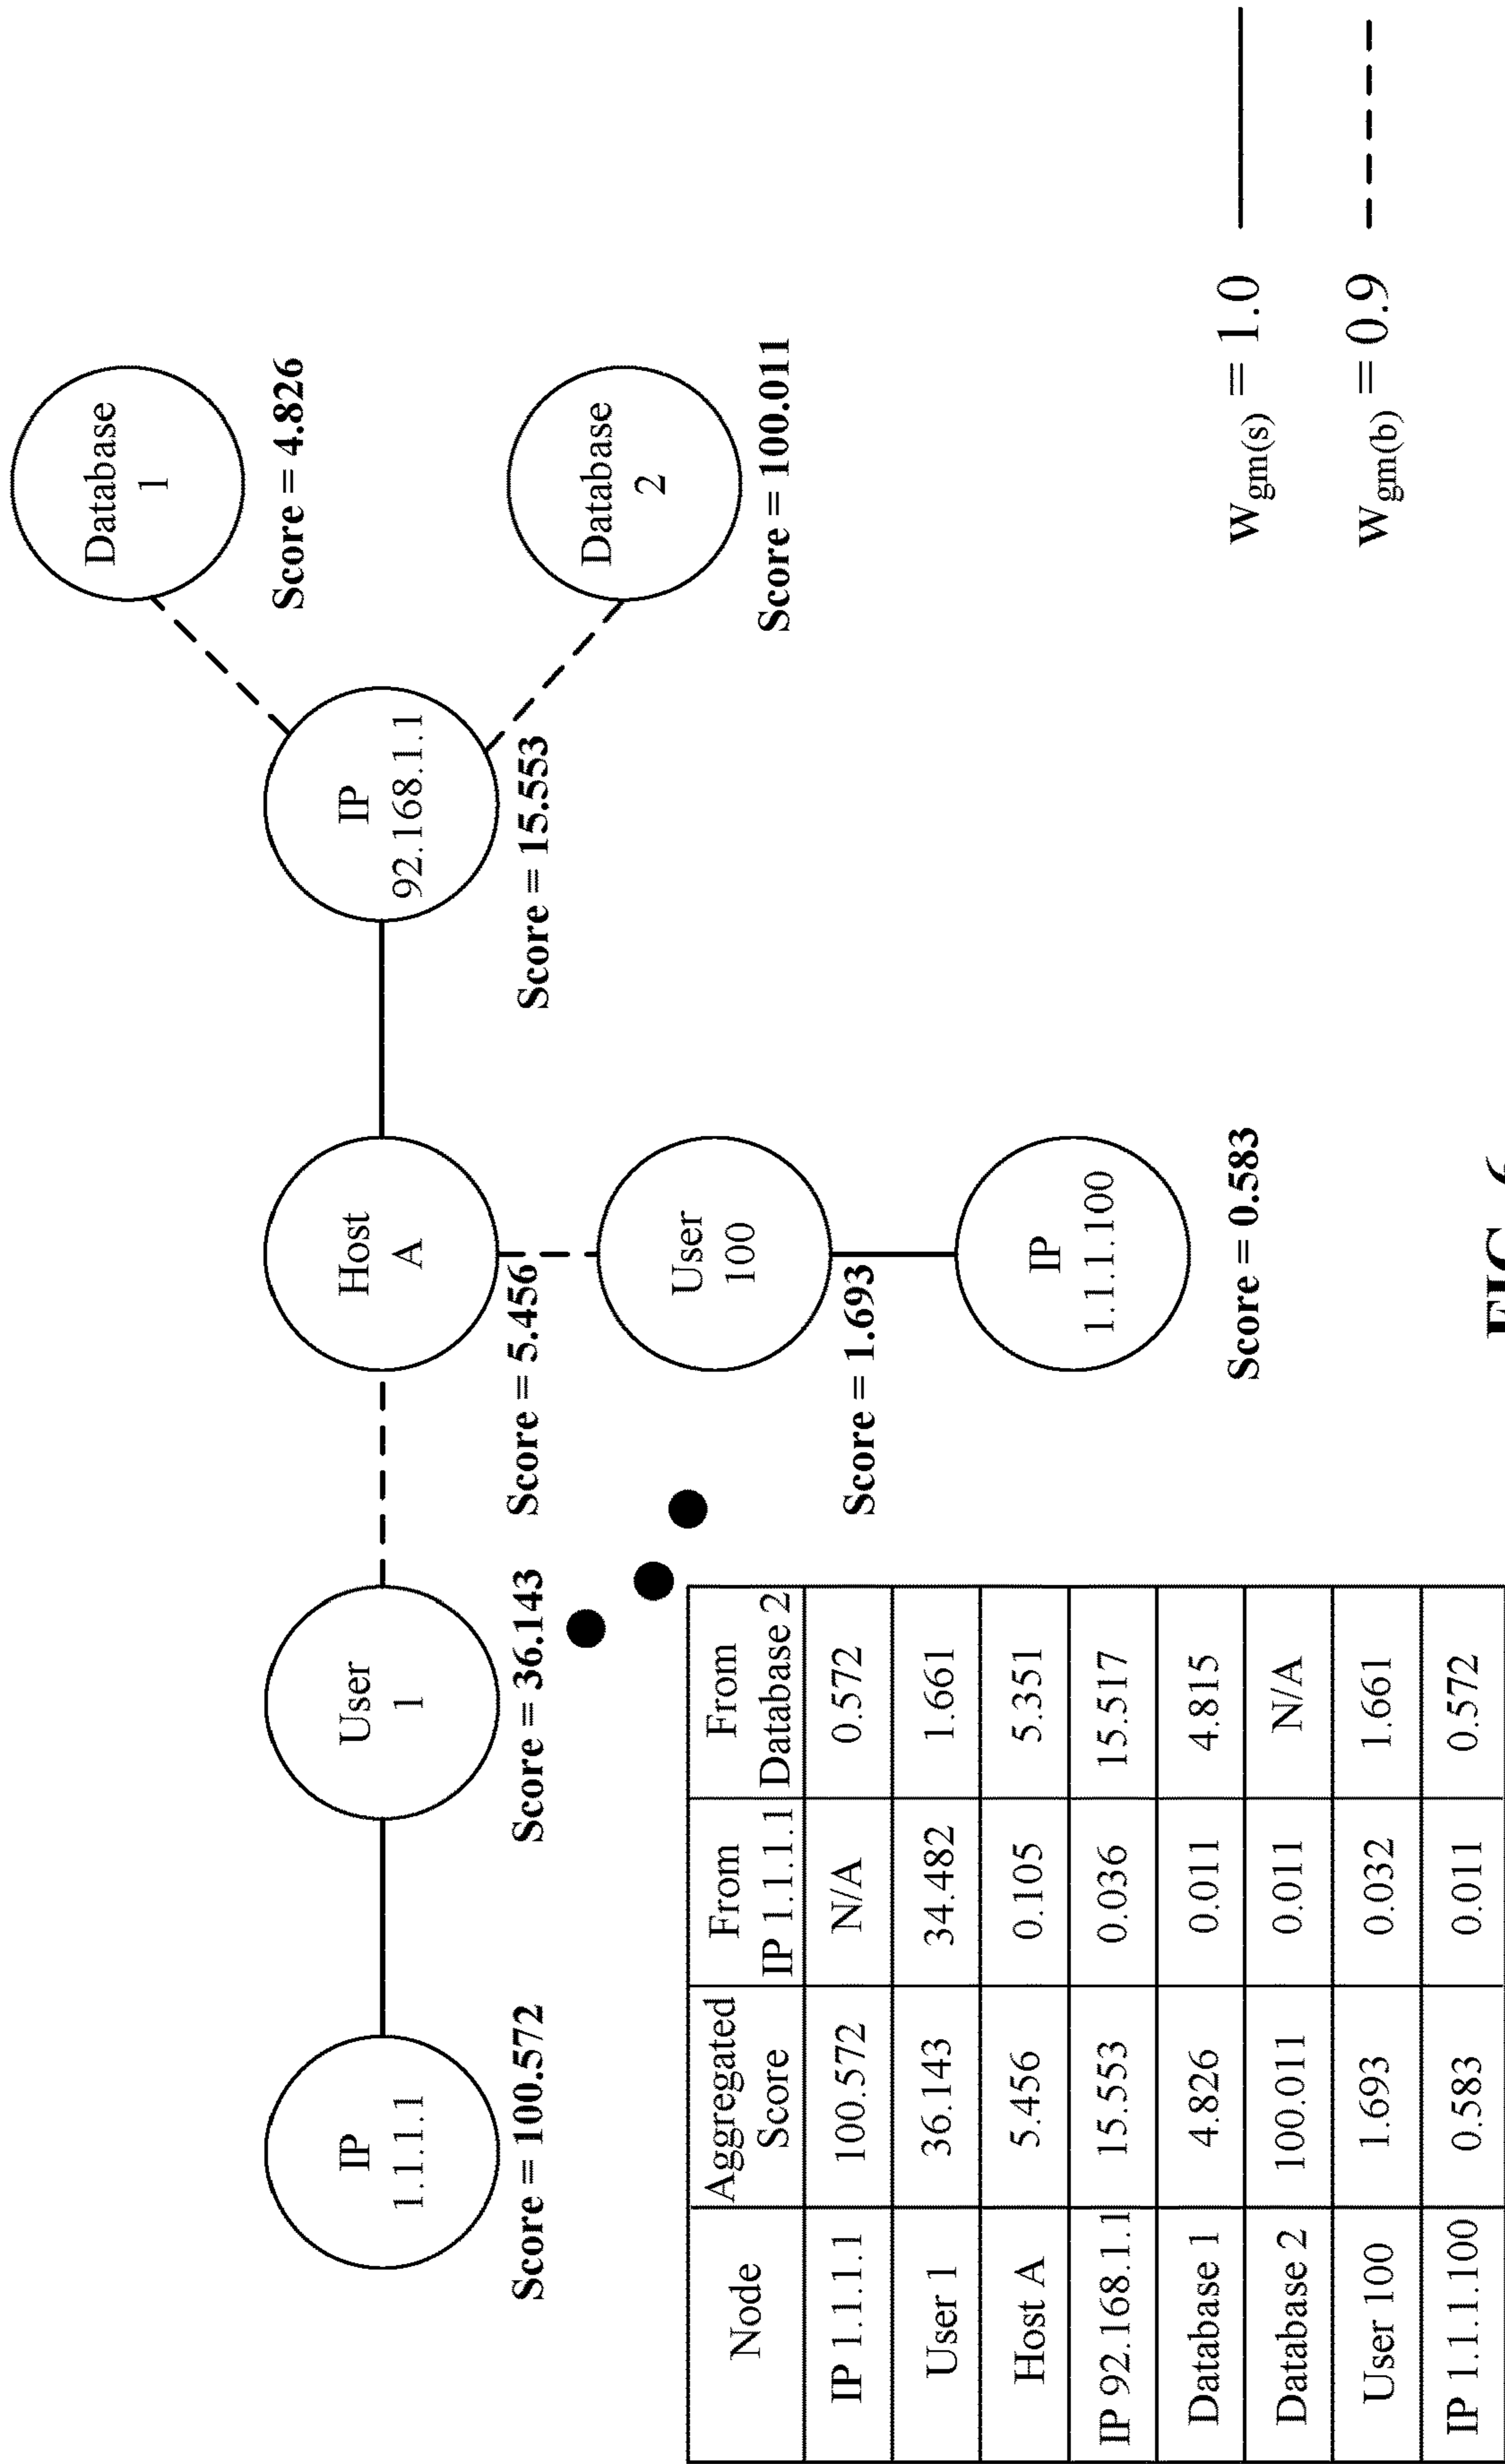 IP
1.1.1.1
Score = 100.572
User
1
Score = 36.143
Host
A
Score = 5.456
IP
92.168.1.1
Score = 15.553
Database
1
Score = 4.826
Database
2
Score = 100.011
User
100
Score = 1.693
IP
1.1.1.100
Score = 0.583
Node | Aggregated Score | From IP 1.1.1.1 | From Database 2
IP 1.1.1.1 | 100.572 | N/A | 0.572
User 1 | 36.143 | 34.482 | 1.661
Host A | 5.456 | 0.105 | 5.351
IP 92.168.1.1 | 15.553 | 0.036 | 15.517
Database 1 | 4.826 | 0.011 | 4.815
Database 2 | 100.011 | 0.011 | N/A
User 100 | 1.693 | 0.032 | 1.661
IP 1.1.1.100 | 0.583 | 0.011 | 0.572
Wgm(s) = 1.0
Wgm(b) = 0.9